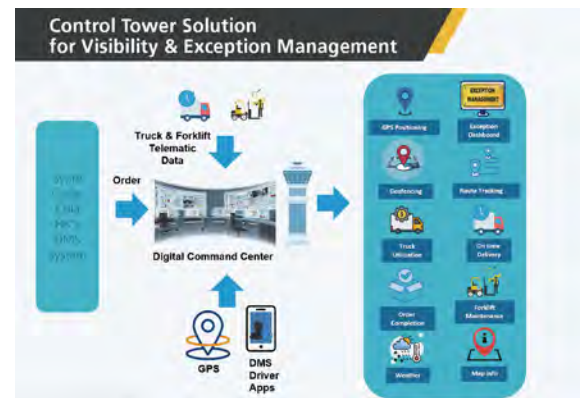 Control Tower Solution
for Visibility & Exception Management
Truck & Forklift
Telematic
Data
Order
Digital Command Center
GPS
DMS
Driver
Apps
EXCEPTION
MANAGEMENT
GPS Positioning
Exception
Dashboard
Geofencing
Route Tracking
Truck
Utilization
On time
Delivery
Order
Completion
Forklift
Maintenance
Weather
Map info